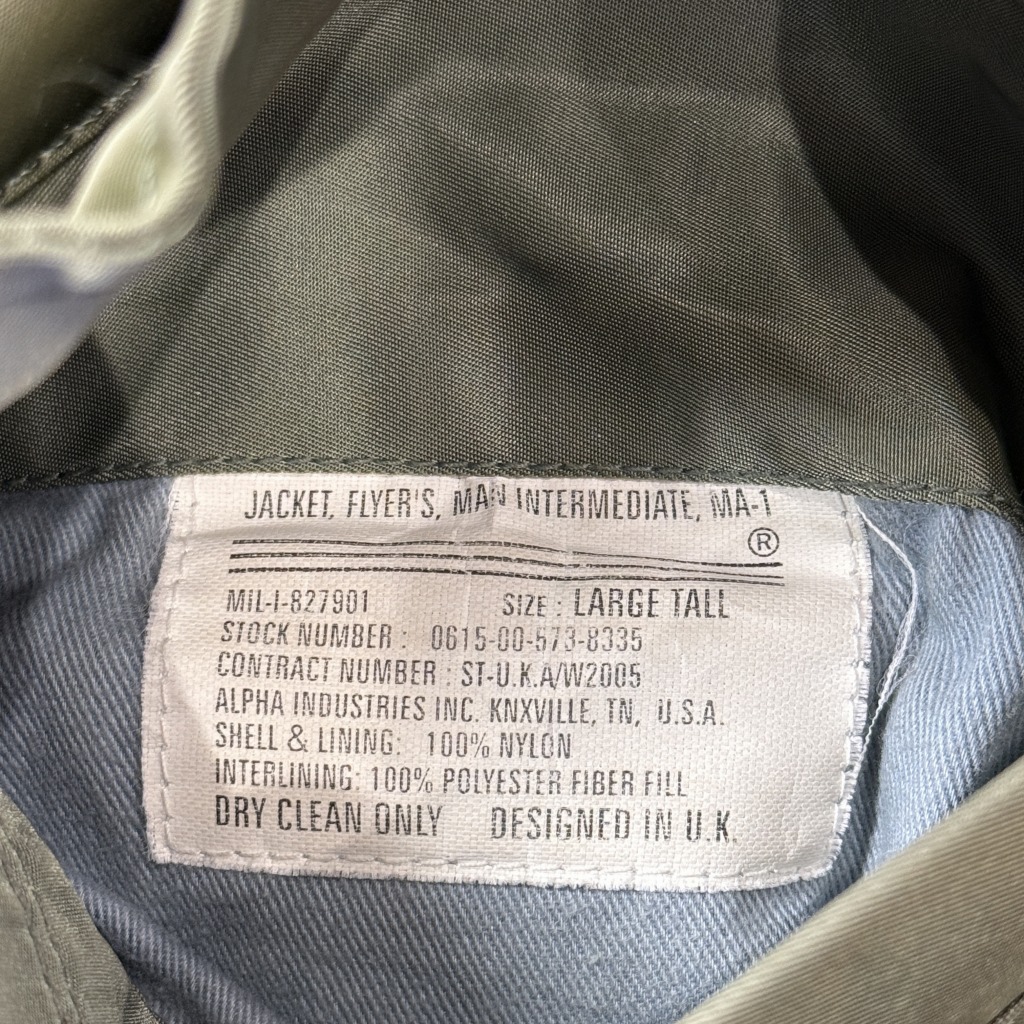 JACKET, FLYER'S, MAN INTERMEDIATE, MA-1
®
MIL-I-827901 SIZE : LARGE TALL
STOCK NUMBER : 0615-00-573-8335
CONTRACT NUMBER : ST-U.K.A/W2005
ALPHA INDUSTRIES INC. KNXVILLE, TN, U.S.A.
SHELL & LINING: 100% NYLON
INTERLINING: 100% POLYESTER FIBER FILL
DRY CLEAN ONLY DESIGNED IN U.K.